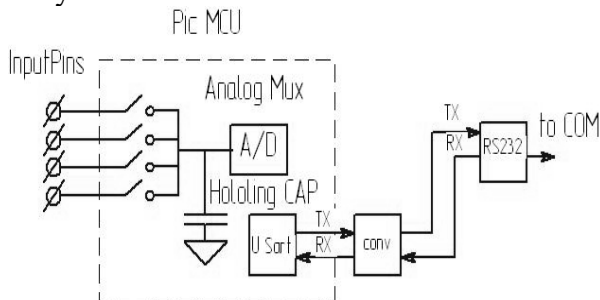 Pic MCU
InputPins
Analog Mux
A/D
Hololing CAP
U Sart
TX
RX
conv
TX
RX
RS232
to COM